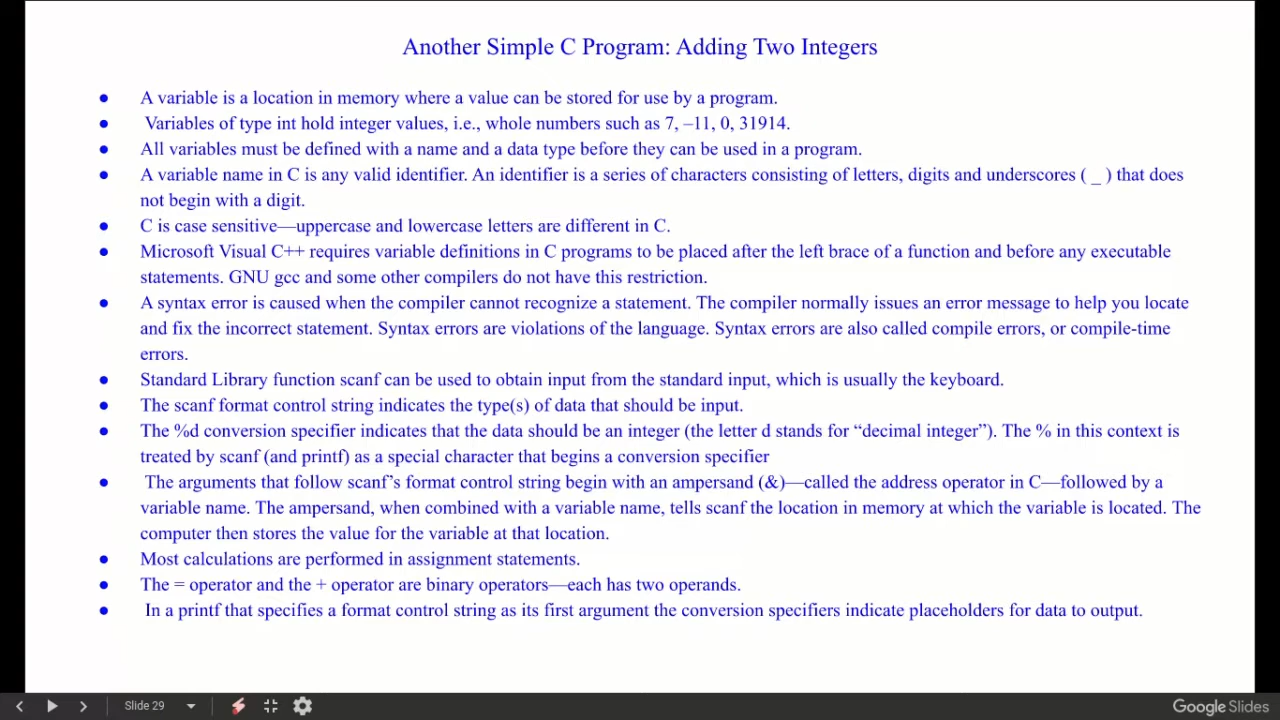 Another Simple C Program: Adding Two Integers
● A variable is a location in memory where a value can be stored for use by a program.
● Variables of type int hold integer values, i.e., whole numbers such as 7, –11, 0, 31914.
● All variables must be defined with a name and a data type before they can be used in a program.
● A variable name in C is any valid identifier. An identifier is a series of characters consisting of letters, digits and underscores ( _ ) that does
not begin with a digit.
● C is case sensitive—uppercase and lowercase letters are different in C.
● Microsoft Visual C++ requires variable definitions in C programs to be placed after the left brace of a function and before any executable
statements. GNU gcc and some other compilers do not have this restriction.
● A syntax error is caused when the compiler cannot recognize a statement. The compiler normally issues an error message to help you locate
and fix the incorrect statement. Syntax errors are violations of the language. Syntax errors are also called compile errors, or compile-time
errors.
● Standard Library function scanf can be used to obtain input from the standard input, which is usually the keyboard.
● The scanf format control string indicates the type(s) of data that should be input.
● The %d conversion specifier indicates that the data should be an integer (the letter d stands for “decimal integer”). The % in this context is
treated by scanf (and printf) as a special character that begins a conversion specifier
● The arguments that follow scanf’s format control string begin with an ampersand (&)—called the address operator in C—followed by a
variable name. The ampersand, when combined with a variable name, tells scanf the location in memory at which the variable is located. The
computer then stores the value for the variable at that location.
● Most calculations are performed in assignment statements.
● The = operator and the + operator are binary operators—each has two operands.
● In a printf that specifies a format control string as its first argument the conversion specifiers indicate placeholders for data to output.
Slide 29
Google Slides